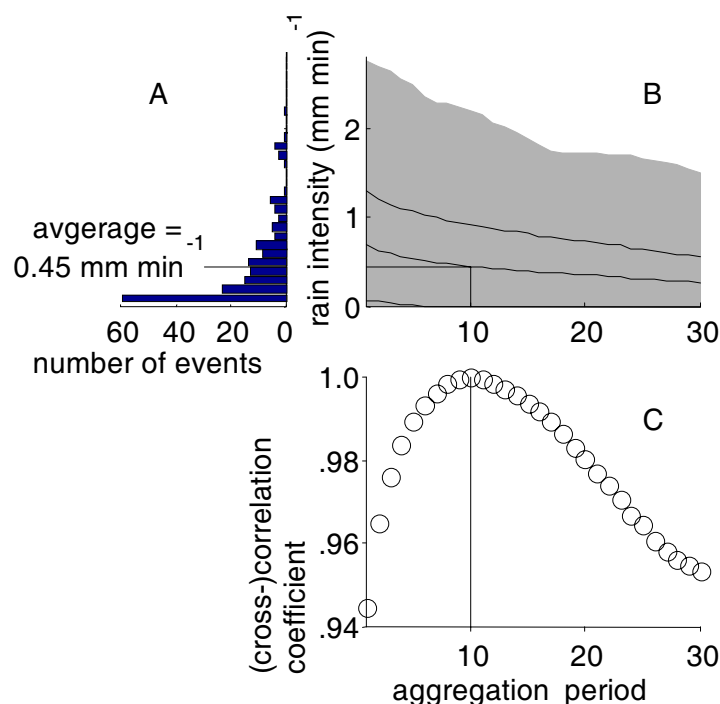 A
avgerage =
-1
0.45 mm min
60 40 20 0
number of events
rain intensity (mm min)
-1
B
2
1
0
10 20 30
C
1.0
.98
.96
.94
(cross-)correlation
coefficient
10 20 30
aggregation period